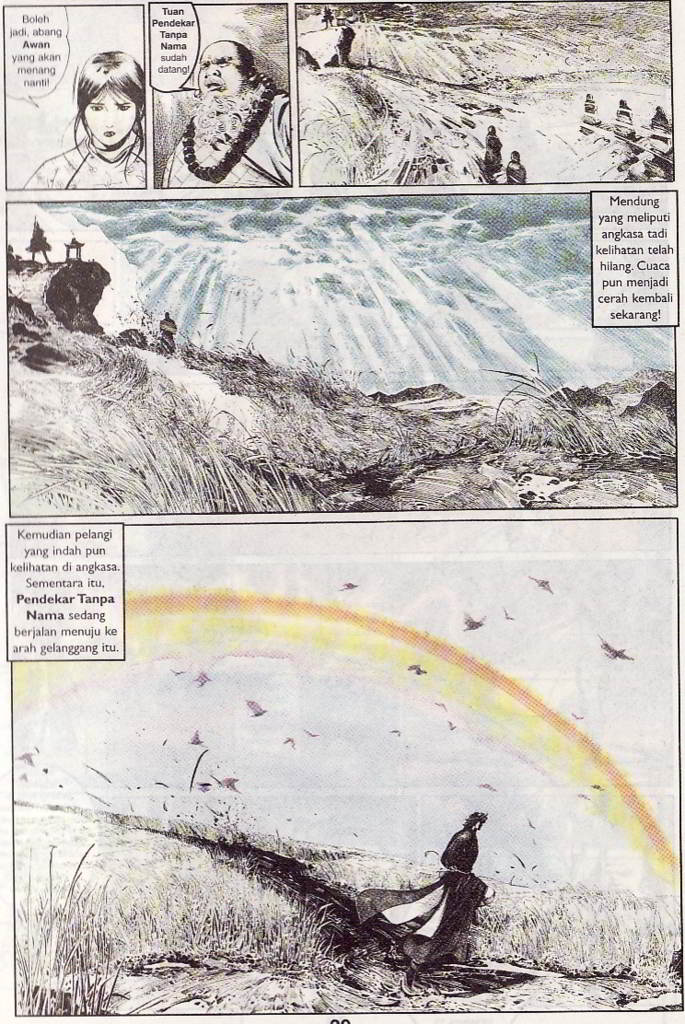 Boleh
jadi, abang
Awan
yang akan
menang
nanti!
Tuan
Pendekar
Tanpa
Nama
sudah
datang!
Mendung
yang meliputi
angkasa tadi
kelihatan telah
hilang. Cuaca
pun menjadi
cerah kembali
sekarang!
Kemudian pelangi
yang indah pun
kelihatan di angkasa.
Sementara itu,
Pendekar Tanpa
Nama sedang
berjalan menuju ke
arah gelanggang itu.